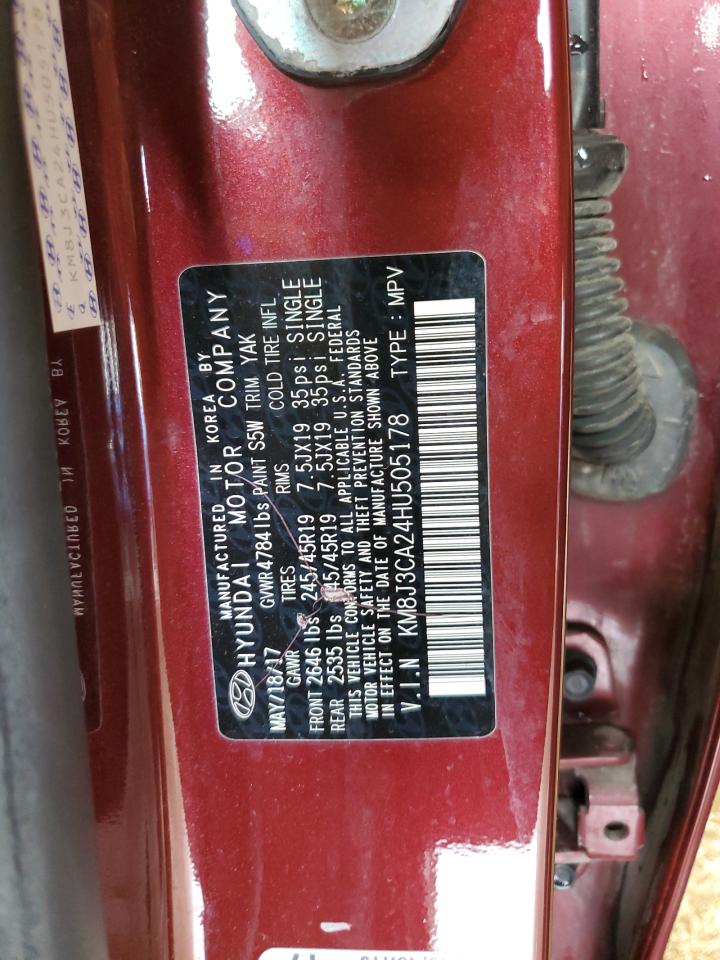 MANUFACTURED IN KOREA BY
HYUNDAI MOTOR COMPANY
MAY/18/17 GVWR 4784 lbs PAINT S5W TRIM YAK
GAWR TIRES RIMS COLD TIRE INFL
FRONT 2646 lbs 245/45R19 7.5JX19 35psi SINGLE
REAR 2535 lbs 245/45R19 7.5JX19 35psi SINGLE
THIS VEHICLE CONFORMS TO ALL APPLICABLE U.S.A. FEDERAL
MOTOR VEHICLE SAFETY AND THEFT PREVENTION STANDARDS
IN EFFECT ON THE DATE OF MANUFACTURE SHOWN ABOVE
V.I.N KM8J3CA24HU505178 TYPE : MPV
KM8J3CA24HU505178
MANUFACTURED IN KOREA BY